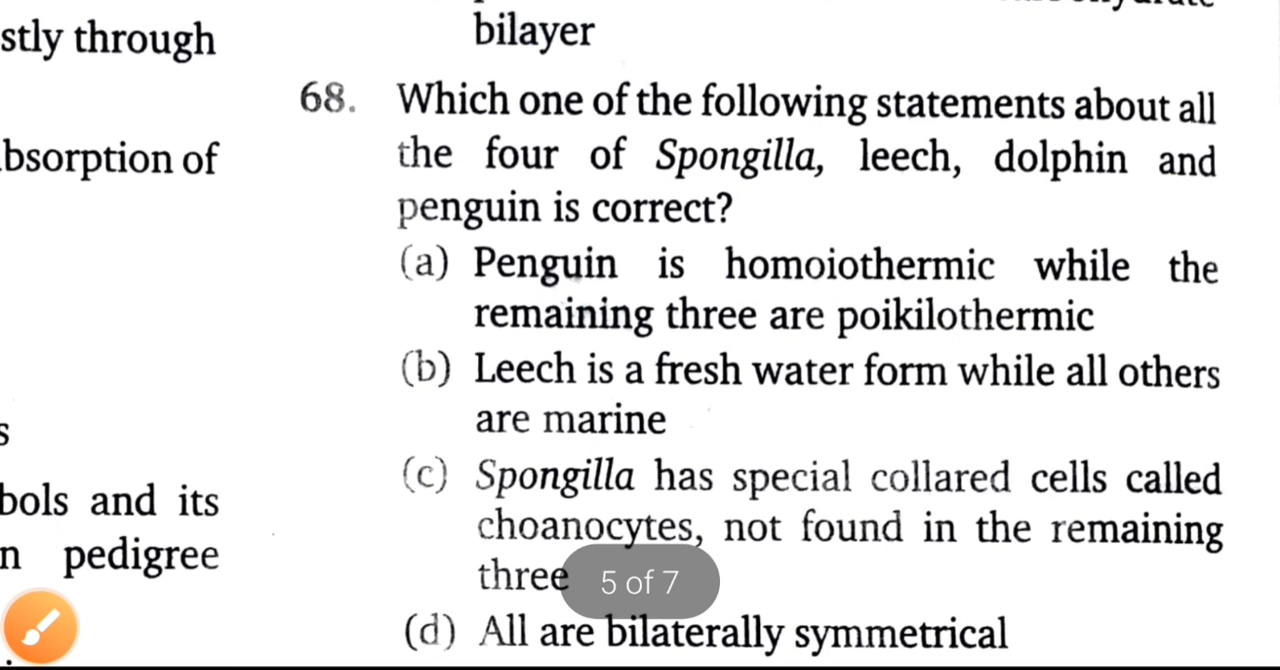 stly through
bsorption of
s
bols and its
n pedigree
bilayer
68. Which one of the following statements about all
the four of Spongilla, leech, dolphin and
penguin is correct?
(a) Penguin is homoiothermic while the
remaining three are poikilothermic
(b) Leech is a fresh water form while all others
are marine
(c) Spongilla has special collared cells called
choanocytes, not found in the remaining
three
5 of 7
(d) All are bilaterally symmetrical